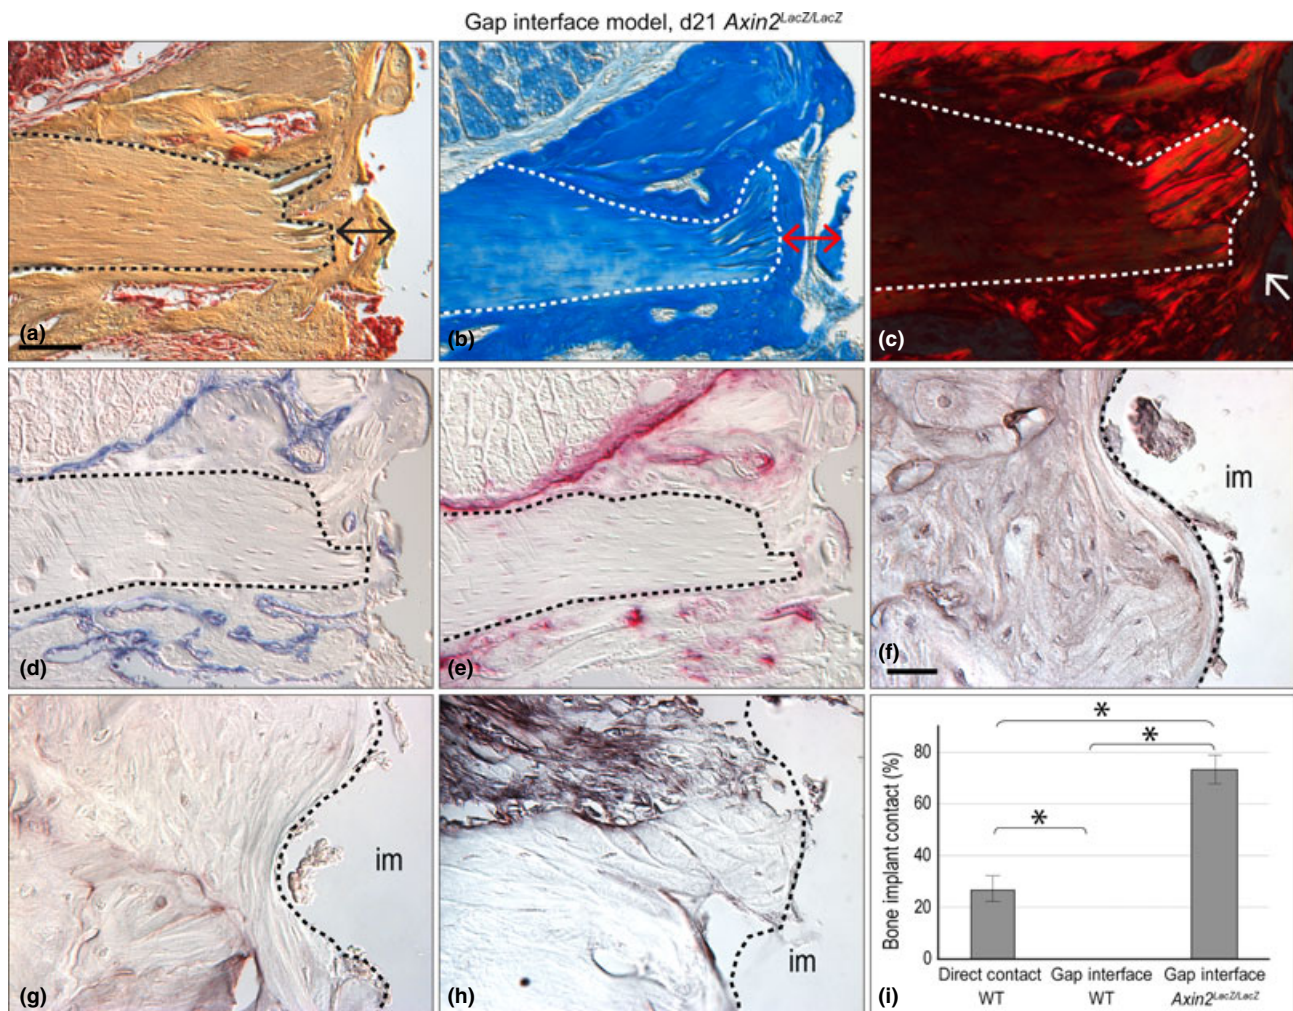 Gap interface model, d21 Axin2LacZ/LacZ
(a)
(b)
(c)
(d)
(e)
im
(f)
im
(g)
im
(h)
Bone implant contact (%)
80
60
40
20
0
*
*
*
Direct contact WT
Gap interface WT
Gap interface Axin2LacZ/LacZ
(i)